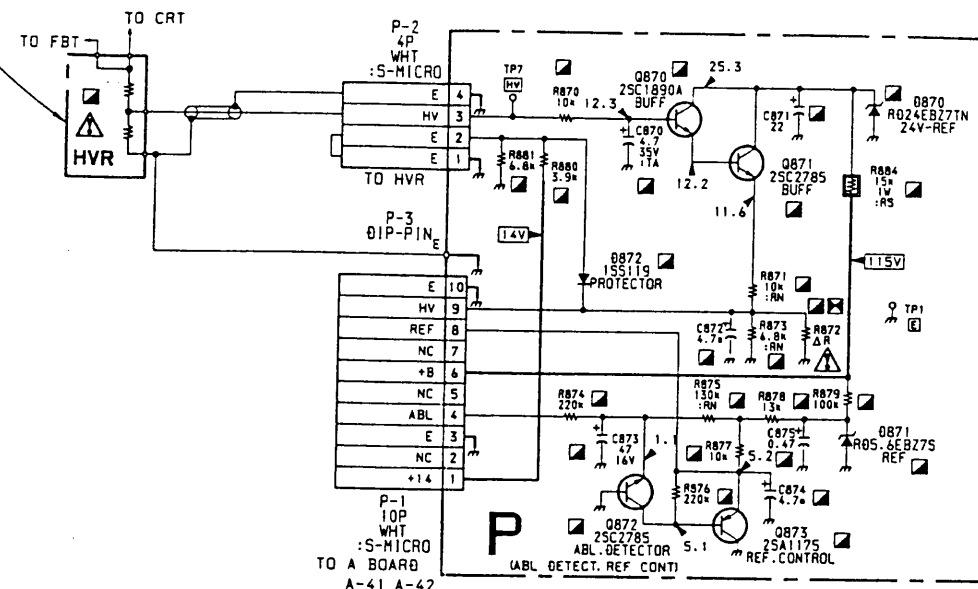 TO CRT
TO FBT
HVR
P-2
4P
WHT
:S-MICRO
E 4
HV 3
E 2
E 1
TO HVR
P-3
DIP-PIN
E
TP7
HV
R870
10k
12.3
C870
4.7
35V
:TA
Q870
2SC1890A
BUFF
25.3
12.2
C871
22
Q871
2SC2785
BUFF
11.6
D870
RD24EBZ7TN
24V-REF
R884
15k
1W
:RS
115V
R881
6.8k
R880
3.9k
14V
D872
1SS119
PROTECTOR
R871
10k
:RN
TP1
E
C872
4.7u
R873
6.8k
:RN
R872
△R
E 10
HV 9
REF 8
NC 7
+B 6
NC 5
ABL 4
E 3
NC 2
+14 1
P-1
10P
WHT
:S-MICRO
TO A BOARD
A-41 A-42
R874
220k
C873
47
16V
1.1
R875
130k
:RN
R878
13k
R879
100k
R877
10k
C875
0.47
5.2
D871
RD5.6EBZ7S
REF
R876
220k
C874
4.7u
Q872
2SC2785
ABL.DETECTOR
5.1
Q873
2SA1175
REF.CONTROL
P
(ABL DETECT. REF CONT)